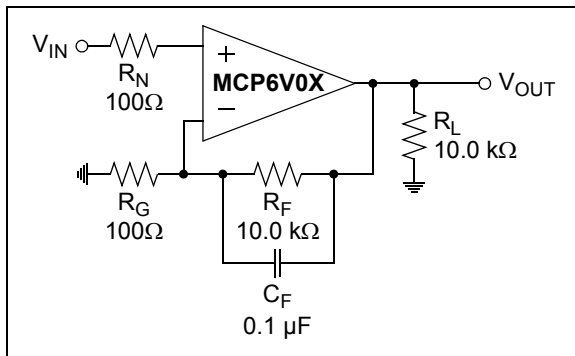 V_IN
R_N
100Ω
+
MCP6V0X
−
V_OUT
R_L
10.0 kΩ
R_G
100Ω
R_F
10.0 kΩ
C_F
0.1 µF